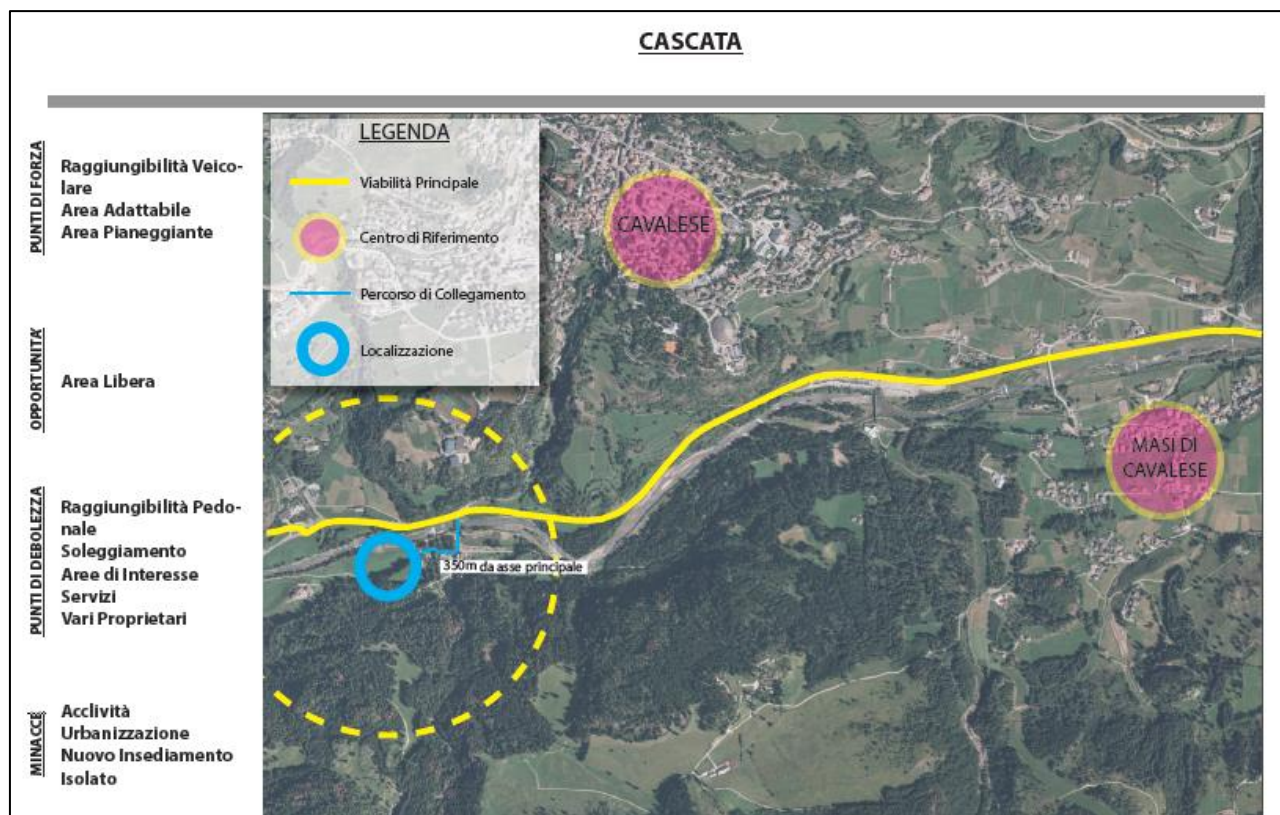 CASCATA
PUNTI DI FORZA
Raggiungibilità Veico-
lare
Area Adattabile
Area Pianeggiante
OPPORTUNITA'
Area Libera
PUNTI DI DEBOLEZZA
Raggiungibilità Pedo-
nale
Soleggiamento
Aree di Interesse
Servizi
Vari Proprietari
MINACCE
Acclività
Urbanizzazione
Nuovo Insediamento
Isolato
LEGENDA
Viabilità Principale
Centro di Riferimento
Percorso di Collegamento
Localizzazione
CAVALESE
MASI DI
CAVALESE
350m da asse principale